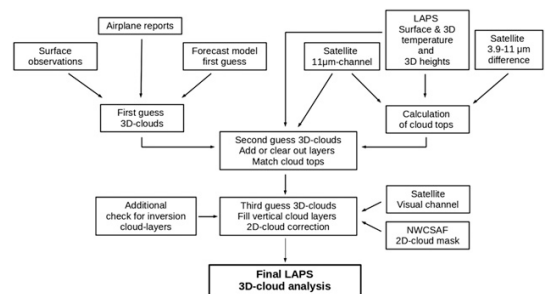 Airplane reports
LAPS
Surface & 3D
temperature
and
3D heights
Satellite
3.9-11 µm
difference
Surface
observations
Forecast model
first guess
Satellite
11µm-channel
First guess
3D-clouds
Calculation
of cloud tops
Second guess 3D-clouds
Add or clear out layers
Match cloud tops
Additional
check for inversion
cloud-layers
Third guess 3D-clouds
Fill vertical cloud layers
2D-cloud correction
Satellite
Visual channel
NWCSAF
2D-cloud mask
Final LAPS
3D-cloud analysis